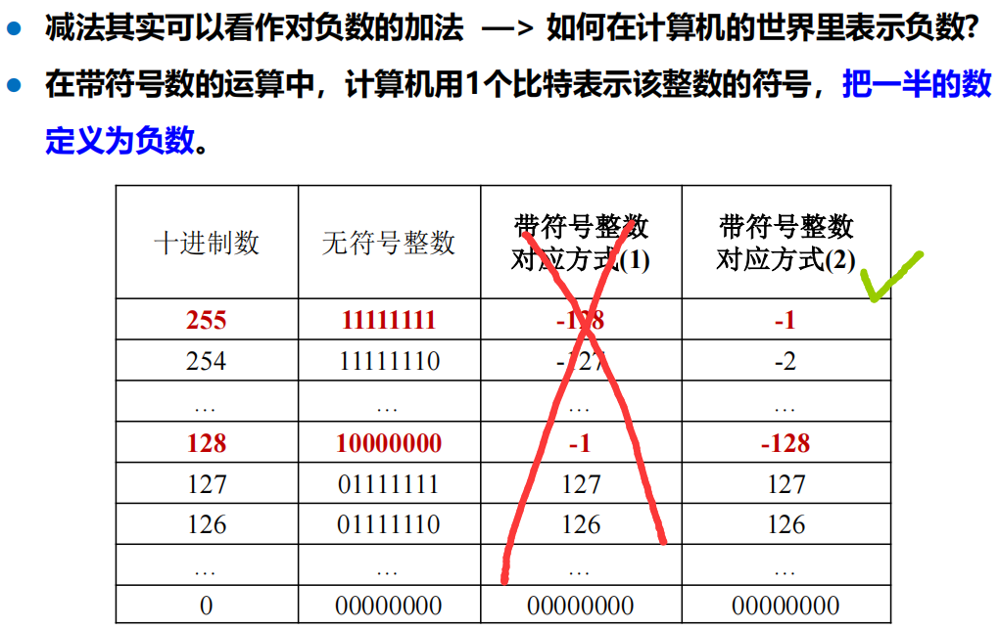 减法其实可以看作对负数的加法 —> 如何在计算机的世界里表示负数?
在带符号数的运算中，计算机用1个比特表示该整数的符号，把一半的数
定义为负数。
十进制数 无符号整数 带符号整数对应方式(1) 带符号整数对应方式(2)
255 11111111 -128 -1
254 11111110 -127 -2
… … … …
128 10000000 -1 -128
127 01111111 127 127
126 01111110 126 126
… … … …
0 00000000 00000000 00000000